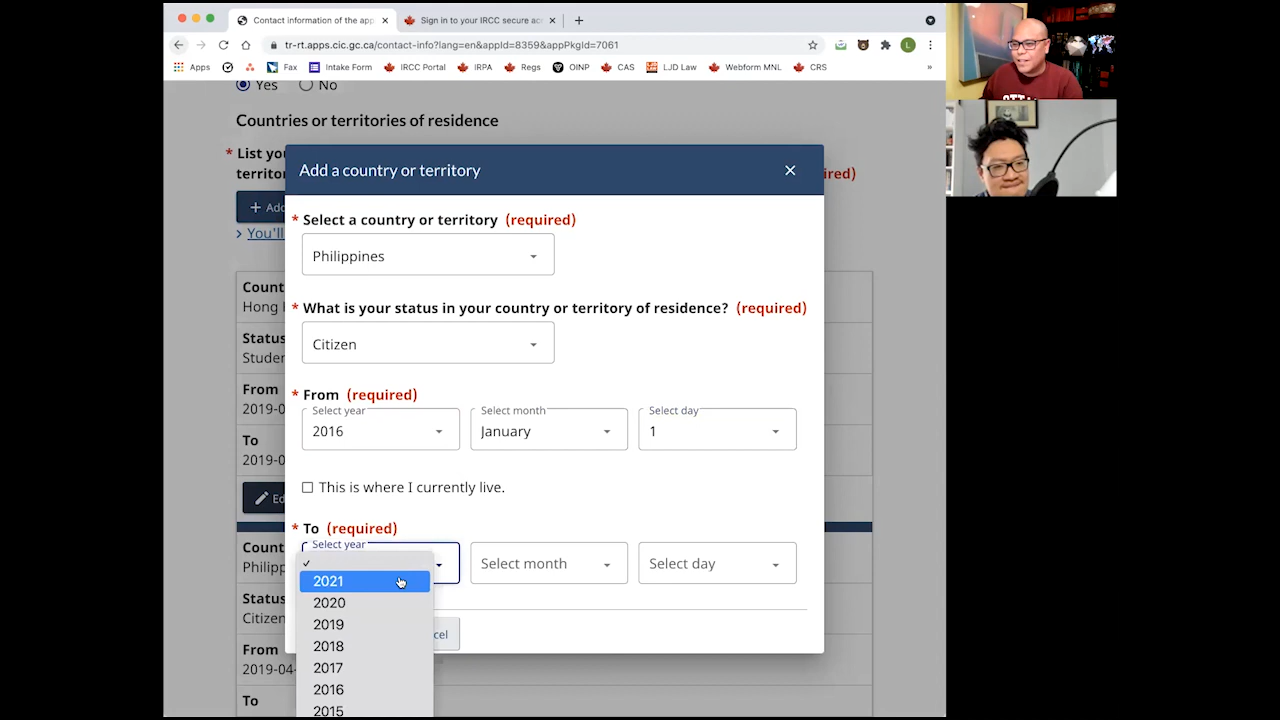 Contact information of the app
Sign in to your IRCC secure ac
tr-rt.apps.cic.gc.ca/contact-info?lang=en&appId=8359&appPkgId=7061
L
Apps
Fax
Intake Form
IRCC Portal
IRPA
Regs
OINP
CAS
LJD Law
Webform MNL
CRS
»
Yes
No
Countries or territories of residence
* List you
territor
ired)
+ Add
> You'll
Count
Hong
Status
Studen
From
2019-0
To
2019-0
Ed
Count
Philipp
Status
Citizen
From
2019-04-
To
Add a country or territory
* Select a country or territory (required)
Philippines
* What is your status in your country or territory of residence? (required)
Citizen
* From (required)
Select year
2016
Select month
January
Select day
1
This is where I currently live.
* To (required)
Select year
Select month
Select day
✓
2021
2020
2019
2018
2017
2016
2015
cel